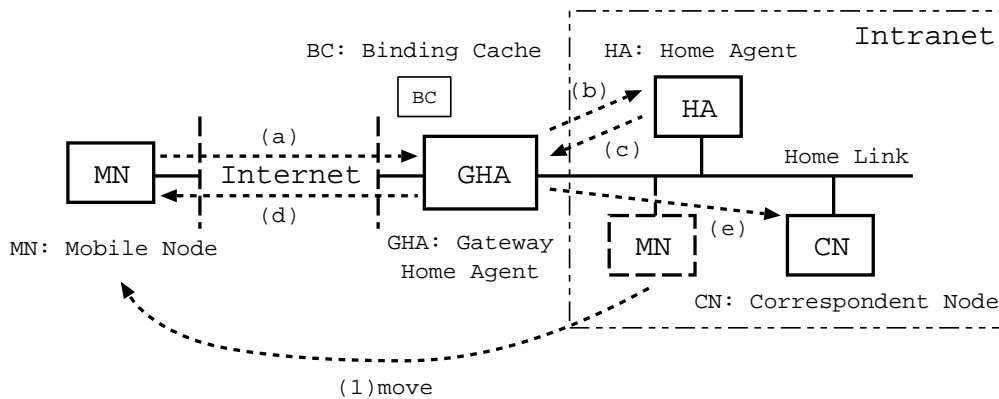 Intranet
BC: Binding Cache
HA: Home Agent
BC
(b)
HA
(a)
(c)
Home Link
MN
Internet
GHA
(d)
(e)
MN
CN
MN: Mobile Node
GHA: Gateway
Home Agent
CN: Correspondent Node
(1)move